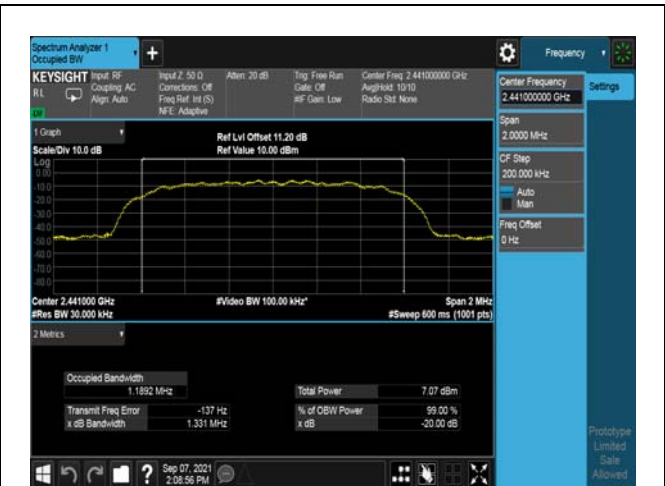 Spectrum Analyzer 1
Occupied BW
Frequency
KEYSIGHT
RL
Input: RF
Coupling: AC
Align: Auto
Input Z: 50 Ω
Corrections: Off
Freq Ref: Int (S)
NFE: Adaptive
Atten: 20 dB
Trig: Free Run
Gate: Off
#IF Gain: Low
Center Freq: 2.441000000 GHz
Avg|Hold: 10/10
Radio Std: None
Center Frequency
2.441000000 GHz
Settings
Span
2.0000 MHz
CF Step
200.000 kHz
Auto
Man
Freq Offset
0 Hz
1 Graph
Scale/Div 10.0 dB
Ref Lvl Offset 11.20 dB
Ref Value 10.00 dBm
Log
0.00
-10.0
-20.0
-30.0
-40.0
-50.0
-60.0
-70.0
-80.0
Center 2.441000 GHz
#Video BW 100.00 kHz*
Span 2 MHz
#Res BW 30.000 kHz
#Sweep 600 ms (1001 pts)
2 Metrics
Occupied Bandwidth
1.1892 MHz
Total Power 7.07 dBm
Transmit Freq Error -137 Hz
% of OBW Power 99.00 %
x dB Bandwidth 1.331 MHz
x dB -20.00 dB
Prototype
Limited
Sale
Allowed
Sep 07, 2021
2:08:56 PM